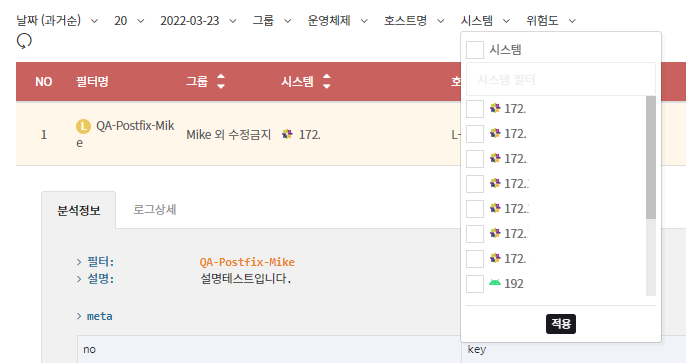 날짜 (과거순) 20 2022-03-23 그룹 운영체제 호스트명 시스템 위험도
시스템
시스템 필터
NO 필터명 그룹 시스템 호
172.
172.
172.
172.
172.
172.
172.
192
적용
1 L QA-Postfix-Mik
e Mike 외 수정금지 172. L-
분석정보 로그상세
필터: QA-Postfix-Mike
설명: 설명테스트입니다.
meta
no key